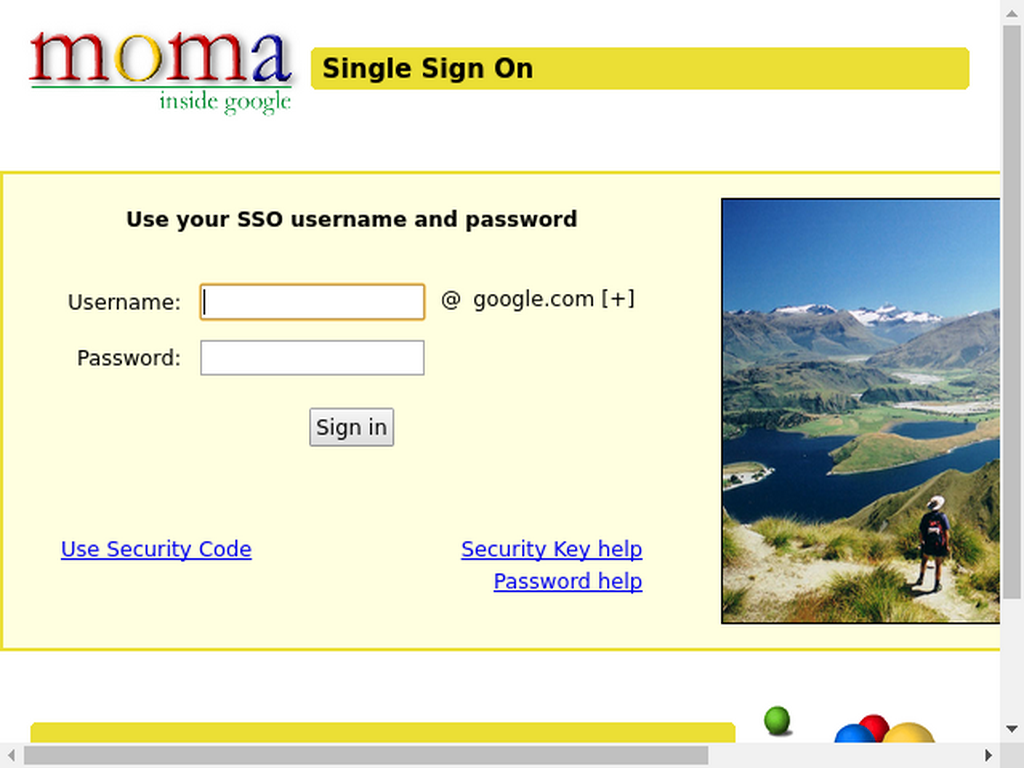 moma
inside google
Single Sign On
Use your SSO username and password
Username: @ google.com [+]
Password:
Sign in
Use Security Code
Security Key help
Password help